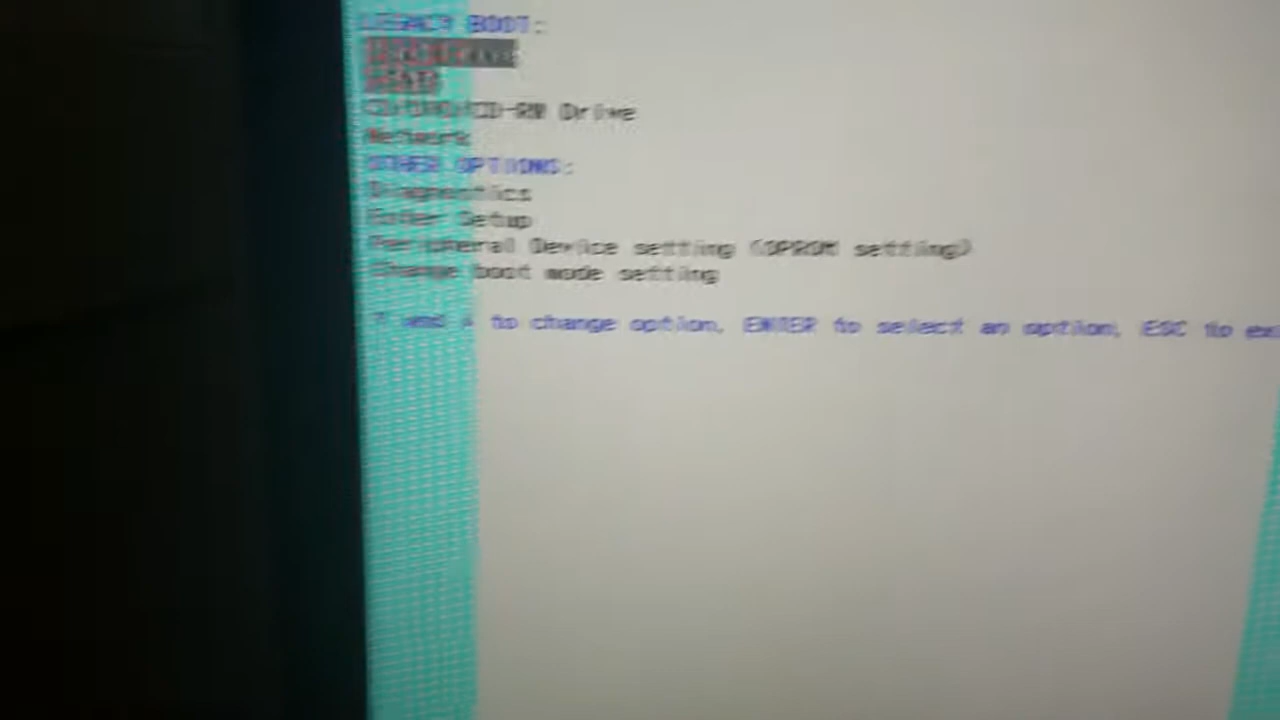 LEGACY BOOT:
CD/DVD/CD-RW Drive
Network
OTHER OPTIONS:
Diagnostics
Enter Setup
Peripheral Device setting (OPROM setting)
Change boot mode setting
and to change option, ENTER to select an option, ESC to